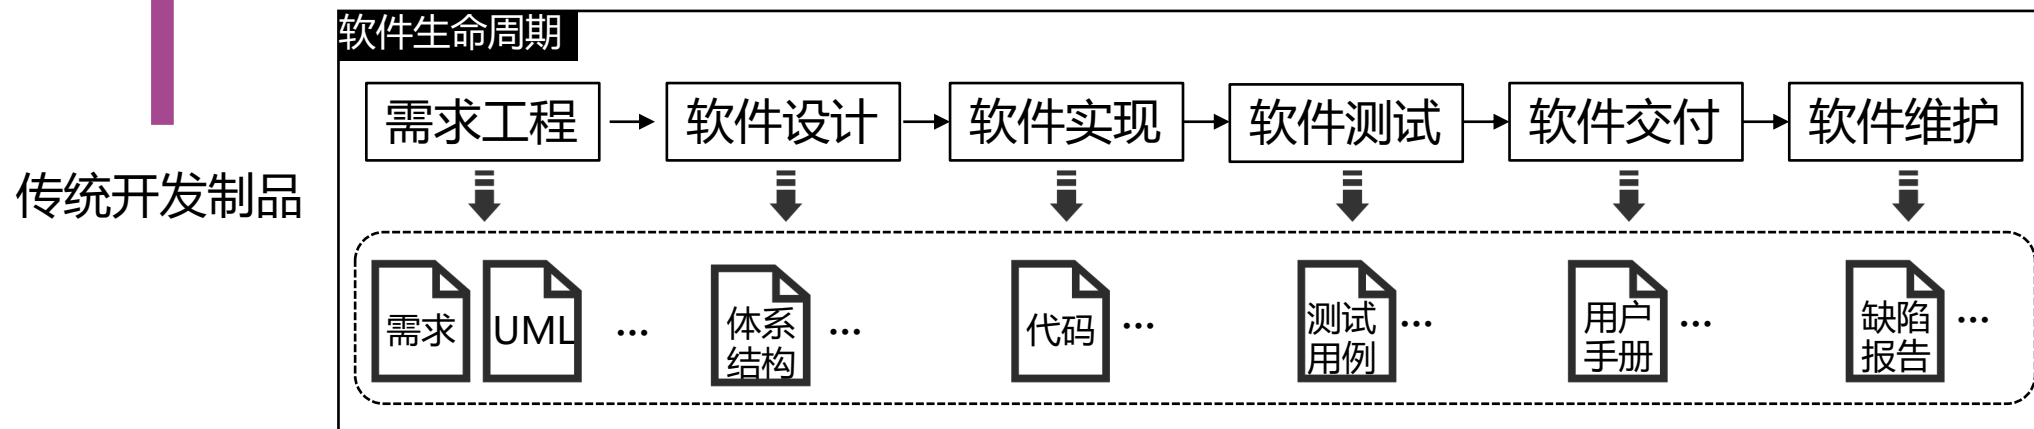 软件生命周期
需求工程
软件设计
软件实现
软件测试
软件交付
软件维护
传统开发制品
需求
UML
...
体系
结构
...
代码
...
测试
用例
...
用户
手册
...
缺陷
报告
...